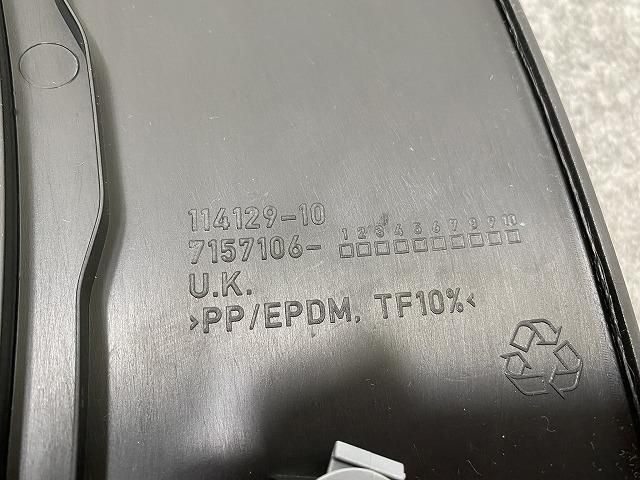 114129-10
7157106- 1 2 3 4 5 6 7 8 9 10
U.K.
>PP/EPDM, TF10%<